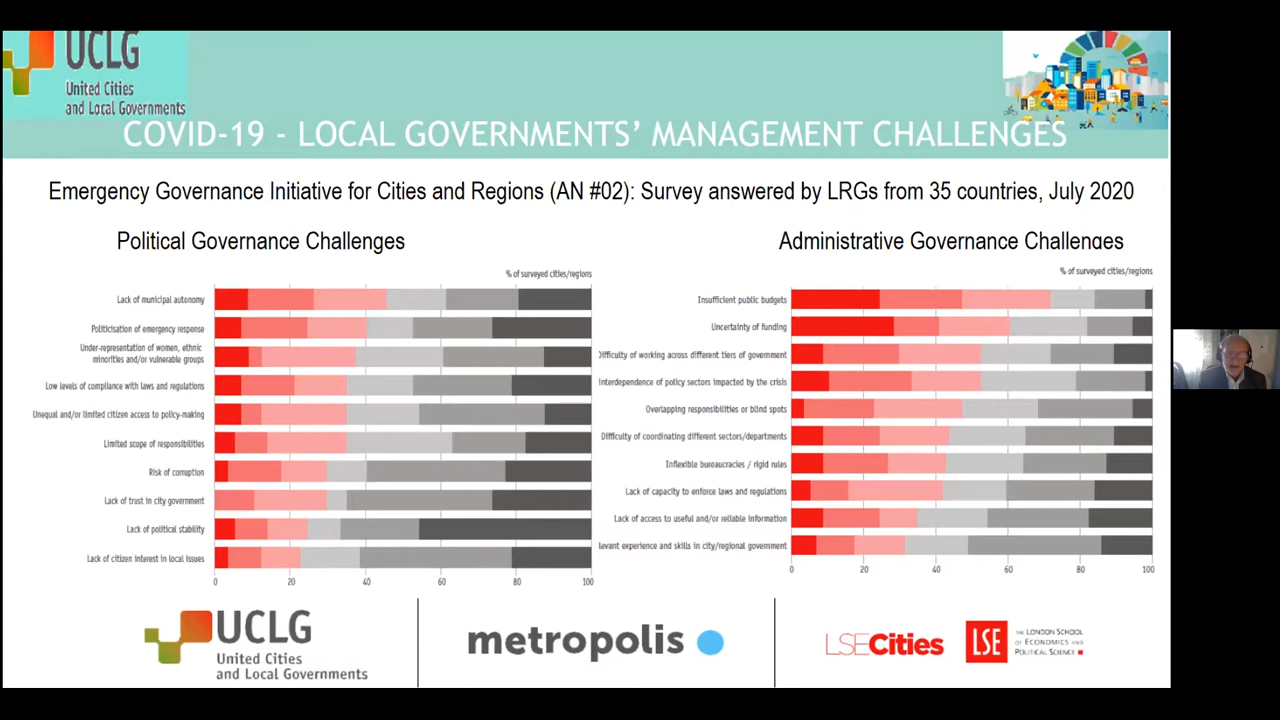 UCLG
United Cities
and Local Governments
COVID-19 - LOCAL GOVERNMENTS’ MANAGEMENT CHALLENGES
Emergency Governance Initiative for Cities and Regions (AN #02): Survey answered by LRGs from 35 countries, July 2020
Political Governance Challenges
% of surveyed cities/regions
Lack of municipal autonomy
Politicisation of emergency response
Under-representation of women, ethnic
minorities and/or vulnerable groups
Low levels of compliance with laws and regulations
Unequal and/or limited citizen access to policy-making
Limited scope of responsibilities
Risk of corruption
Lack of trust in city government
Lack of political stability
Lack of citizen interest in local issues
0 20 40 60 80 100
Administrative Governance Challenges
% of surveyed cities/regions
Insufficient public budgets
Uncertainty of funding
Difficulty of working across different tiers of government
Interdependence of policy sectors impacted by the crisis
Overlapping responsibilities or blind spots
Difficulty of coordinating different sectors/departments
Inflexible bureaucracies / rigid rules
Lack of capacity to enforce laws and regulations
Lack of access to useful and/or reliable information
levant experience and skills in city/regional government
0 20 40 60 80 100
UCLG
United Cities
and Local Governments
metropolis
LSECities
LSE
THE LONDON SCHOOL
OF ECONOMICS AND
POLITICAL SCIENCE